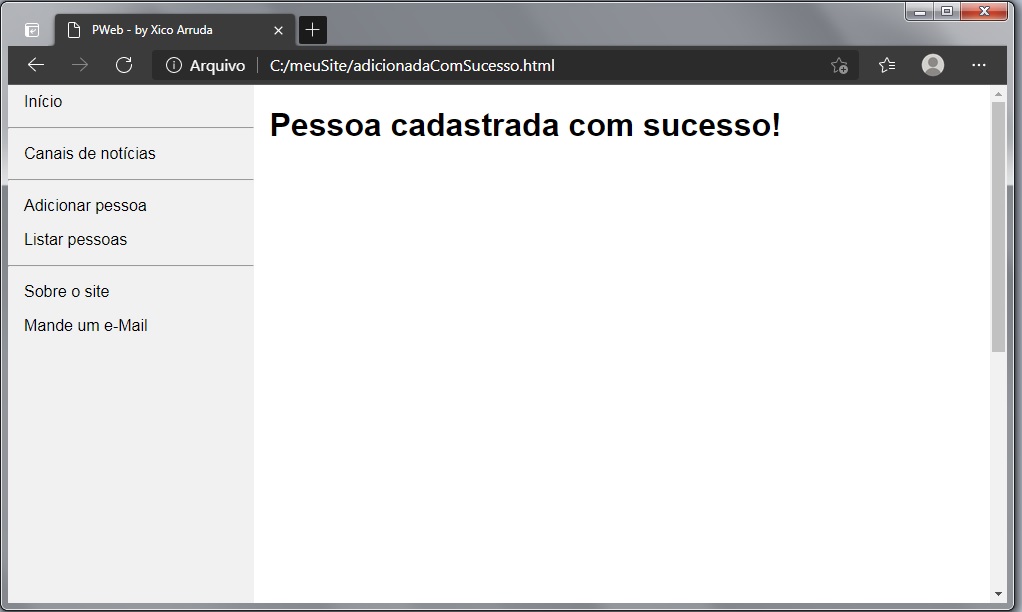 PWeb - by Xico Arruda
Arquivo
C:/meuSite/adicionadaComSucesso.html
Início
Canais de notícias
Adicionar pessoa
Listar pessoas
Sobre o site
Mande um e-Mail
Pessoa cadastrada com sucesso!